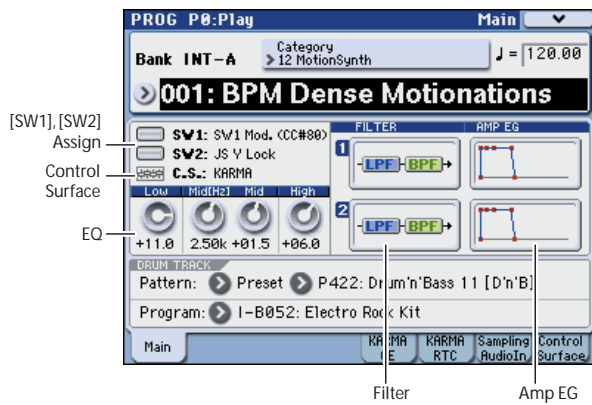 PROG P0:Play Main
Bank INT-A
Category
12 MotionSynth
♩= 120.00
001: BPM Dense Motionations
[SW1], [SW2]
Assign
Control
Surface
EQ
SW1: SW1 Mod. (CC#80)
SW2: JS Y Lock
C.S.: KARMA
Low Mid[Hz] Mid High
+11.0 2.50k +01.5 +06.0
FILTER AMP EG
1 LPF BPF
2 LPF BPF
DRUM TRACK
Pattern: Preset P422: Drum'n'Bass 11 [D'n'B]
Program: I-B052: Electro Rock Kit
Main
KARMA GE
KARMA RTC
Sampling AudioIn
Control Surface
Filter Amp EG